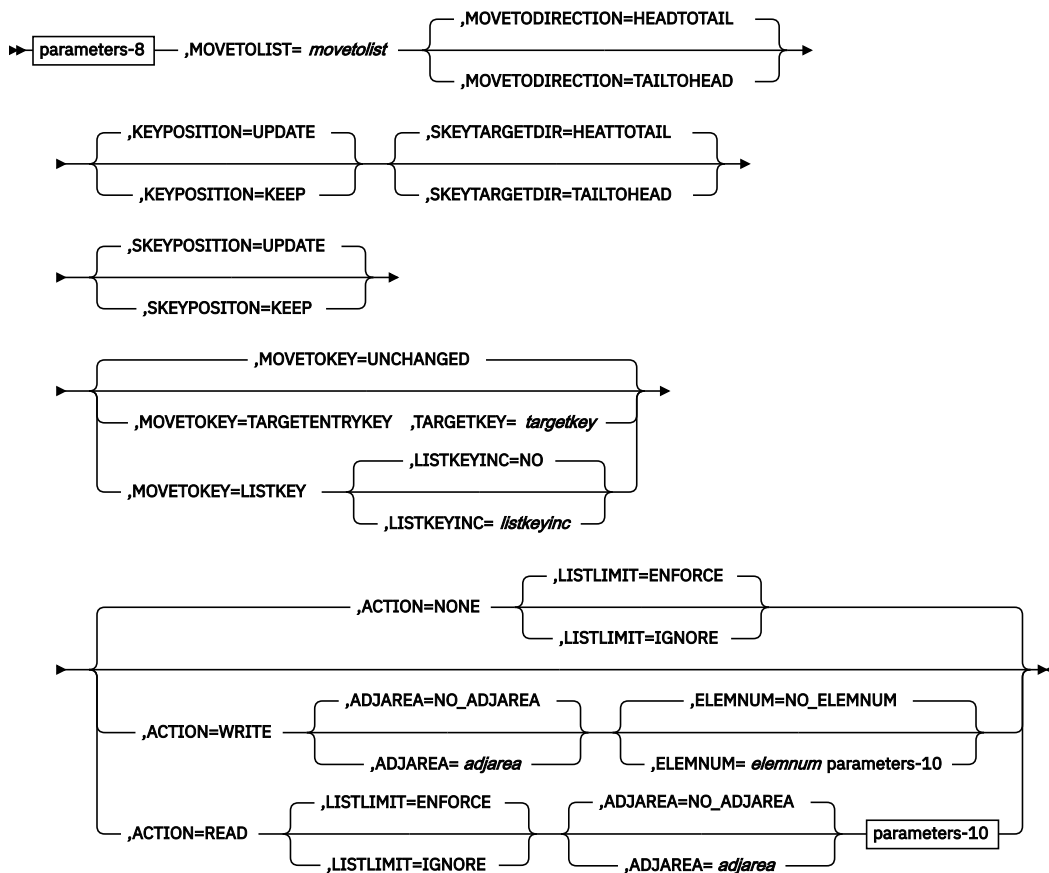 ,MOVETODIRECTION=HEADTOTAIL
parameters-8 ,MOVETOLIST= movetolist
,MOVETODIRECTION=TAILTOHEAD
,KEYPOSITION=UPDATE ,SKEYTARGETDIR=HEATTOTAIL
,KEYPOSITION=KEEP ,SKEYTARGETDIR=TAILTOHEAD
,SKEYPOSITION=UPDATE
,SKEYPOSITON=KEEP
,MOVETOKEY=UNCHANGED
,MOVETOKEY=TARGETENTRYKEY ,TARGETKEY= targetkey
,LISTKEYINC=NO
,MOVETOKEY=LISTKEY
,LISTKEYINC= listkeyinc
,LISTLIMIT=ENFORCE
,ACTION=NONE
,LISTLIMIT=IGNORE
,ADJAREA=NO_ADJAREA ,ELEMNUM=NO_ELEMNUM
,ACTION=WRITE
,ADJAREA= adjarea ,ELEMNUM= elemnum parameters-10
,LISTLIMIT=ENFORCE ,ADJAREA=NO_ADJAREA
,ACTION=READ parameters-10
,LISTLIMIT=IGNORE ,ADJAREA= adjarea